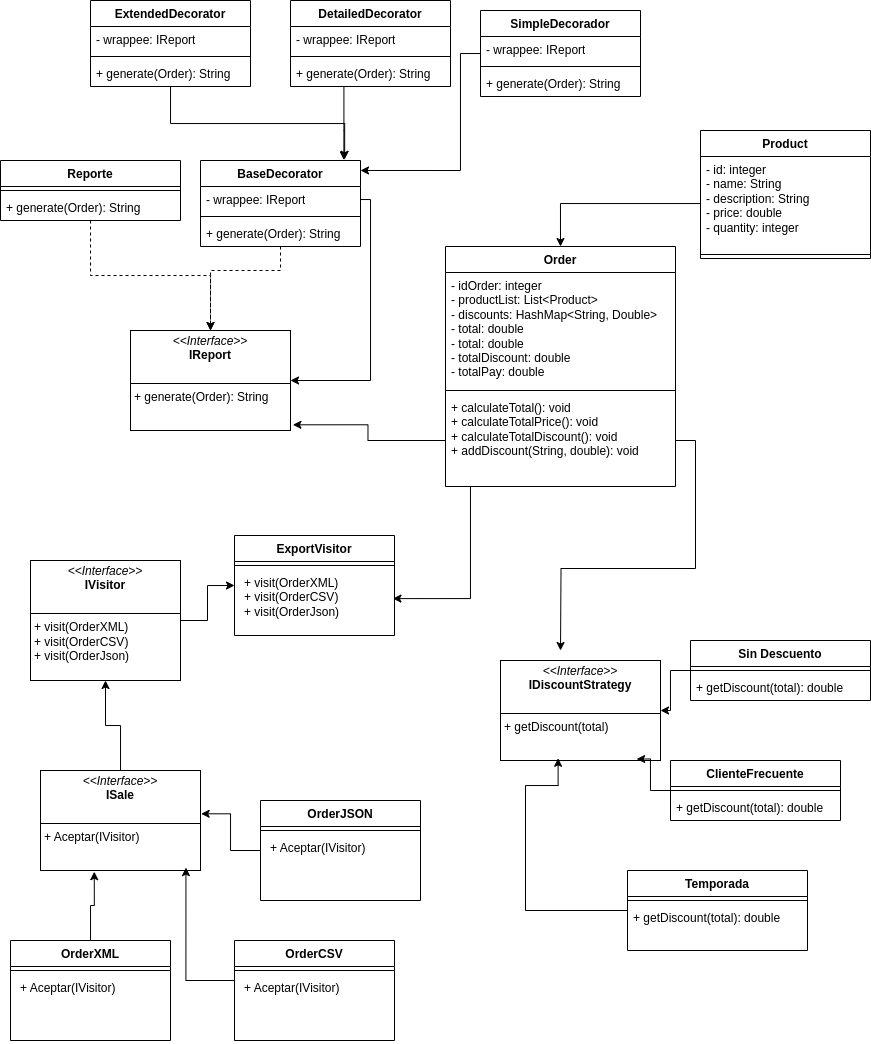 ExtendedDecorator
- wrappee: IReport
+ generate(Order): String
DetailedDecorator
- wrappee: IReport
+ generate(Order): String
SimpleDecorador
- wrappee: IReport
+ generate(Order): String
Product
- id: integer
- name: String
- description: String
- price: double
- quantity: integer
Reporte
+ generate(Order): String
BaseDecorator
- wrappee: IReport
+ generate(Order): String
Order
- idOrder: integer
- productList: List<Product>
- discounts: HashMap<String, Double>
- total: double
- total: double
- totalDiscount: double
- totalPay: double
+ calculateTotal(): void
+ calculateTotalPrice(): void
+ calculateTotalDiscount(): void
+ addDiscount(String, double): void
<<Interface>>
IReport
+ generate(Order): String
ExportVisitor
+ visit(OrderXML)
+ visit(OrderCSV)
+ visit(OrderJson)
<<Interface>>
IVisitor
+ visit(OrderXML)
+ visit(OrderCSV)
+ visit(OrderJson)
<<Interface>>
IDiscountStrategy
+ getDiscount(total)
Sin Descuento
+ getDiscount(total): double
ClienteFrecuente
+ getDiscount(total): double
Temporada
+ getDiscount(total): double
<<Interface>>
ISale
+ Aceptar(IVisitor)
OrderJSON
+ Aceptar(IVisitor)
OrderXML
+ Aceptar(IVisitor)
OrderCSV
+ Aceptar(IVisitor)